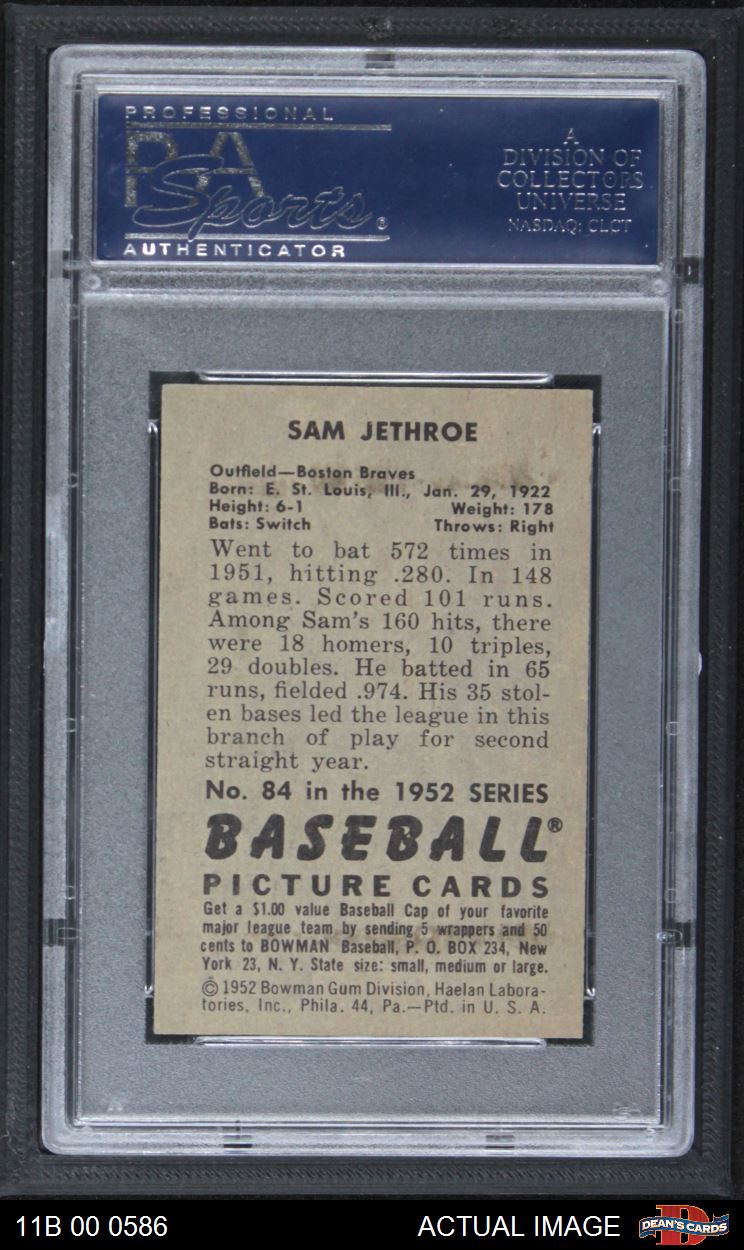 PROFESSIONAL
PSA
Sports®
AUTHENTICATOR
A
DIVISION OF
COLLECTORS
UNIVERSE
NASDAQ: CLCT
SAM JETHROE
Outfield—Boston Braves
Born: E. St. Louis, Ill., Jan. 29, 1922
Height: 6-1 Weight: 178
Bats: Switch Throws: Right
Went to bat 572 times in
1951, hitting .280. In 148
games. Scored 101 runs.
Among Sam's 160 hits, there
were 18 homers, 10 triples,
29 doubles. He batted in 65
runs, fielded .974. His 35 stol-
en bases led the league in this
branch of play for second
straight year.
No. 84 in the 1952 SERIES
BASEBALL®
PICTURE CARDS
Get a $1.00 value Baseball Cap of your favorite
major league team by sending 5 wrappers and 50
cents to BOWMAN Baseball, P. O. BOX 234, New
York 23, N. Y. State size: small, medium or large.
© 1952 Bowman Gum Division, Haelan Labora-
tories, Inc., Phila. 44, Pa.—Ptd. in U. S. A.
11B 00 0586 ACTUAL IMAGE
D
DEAN'S CARDS